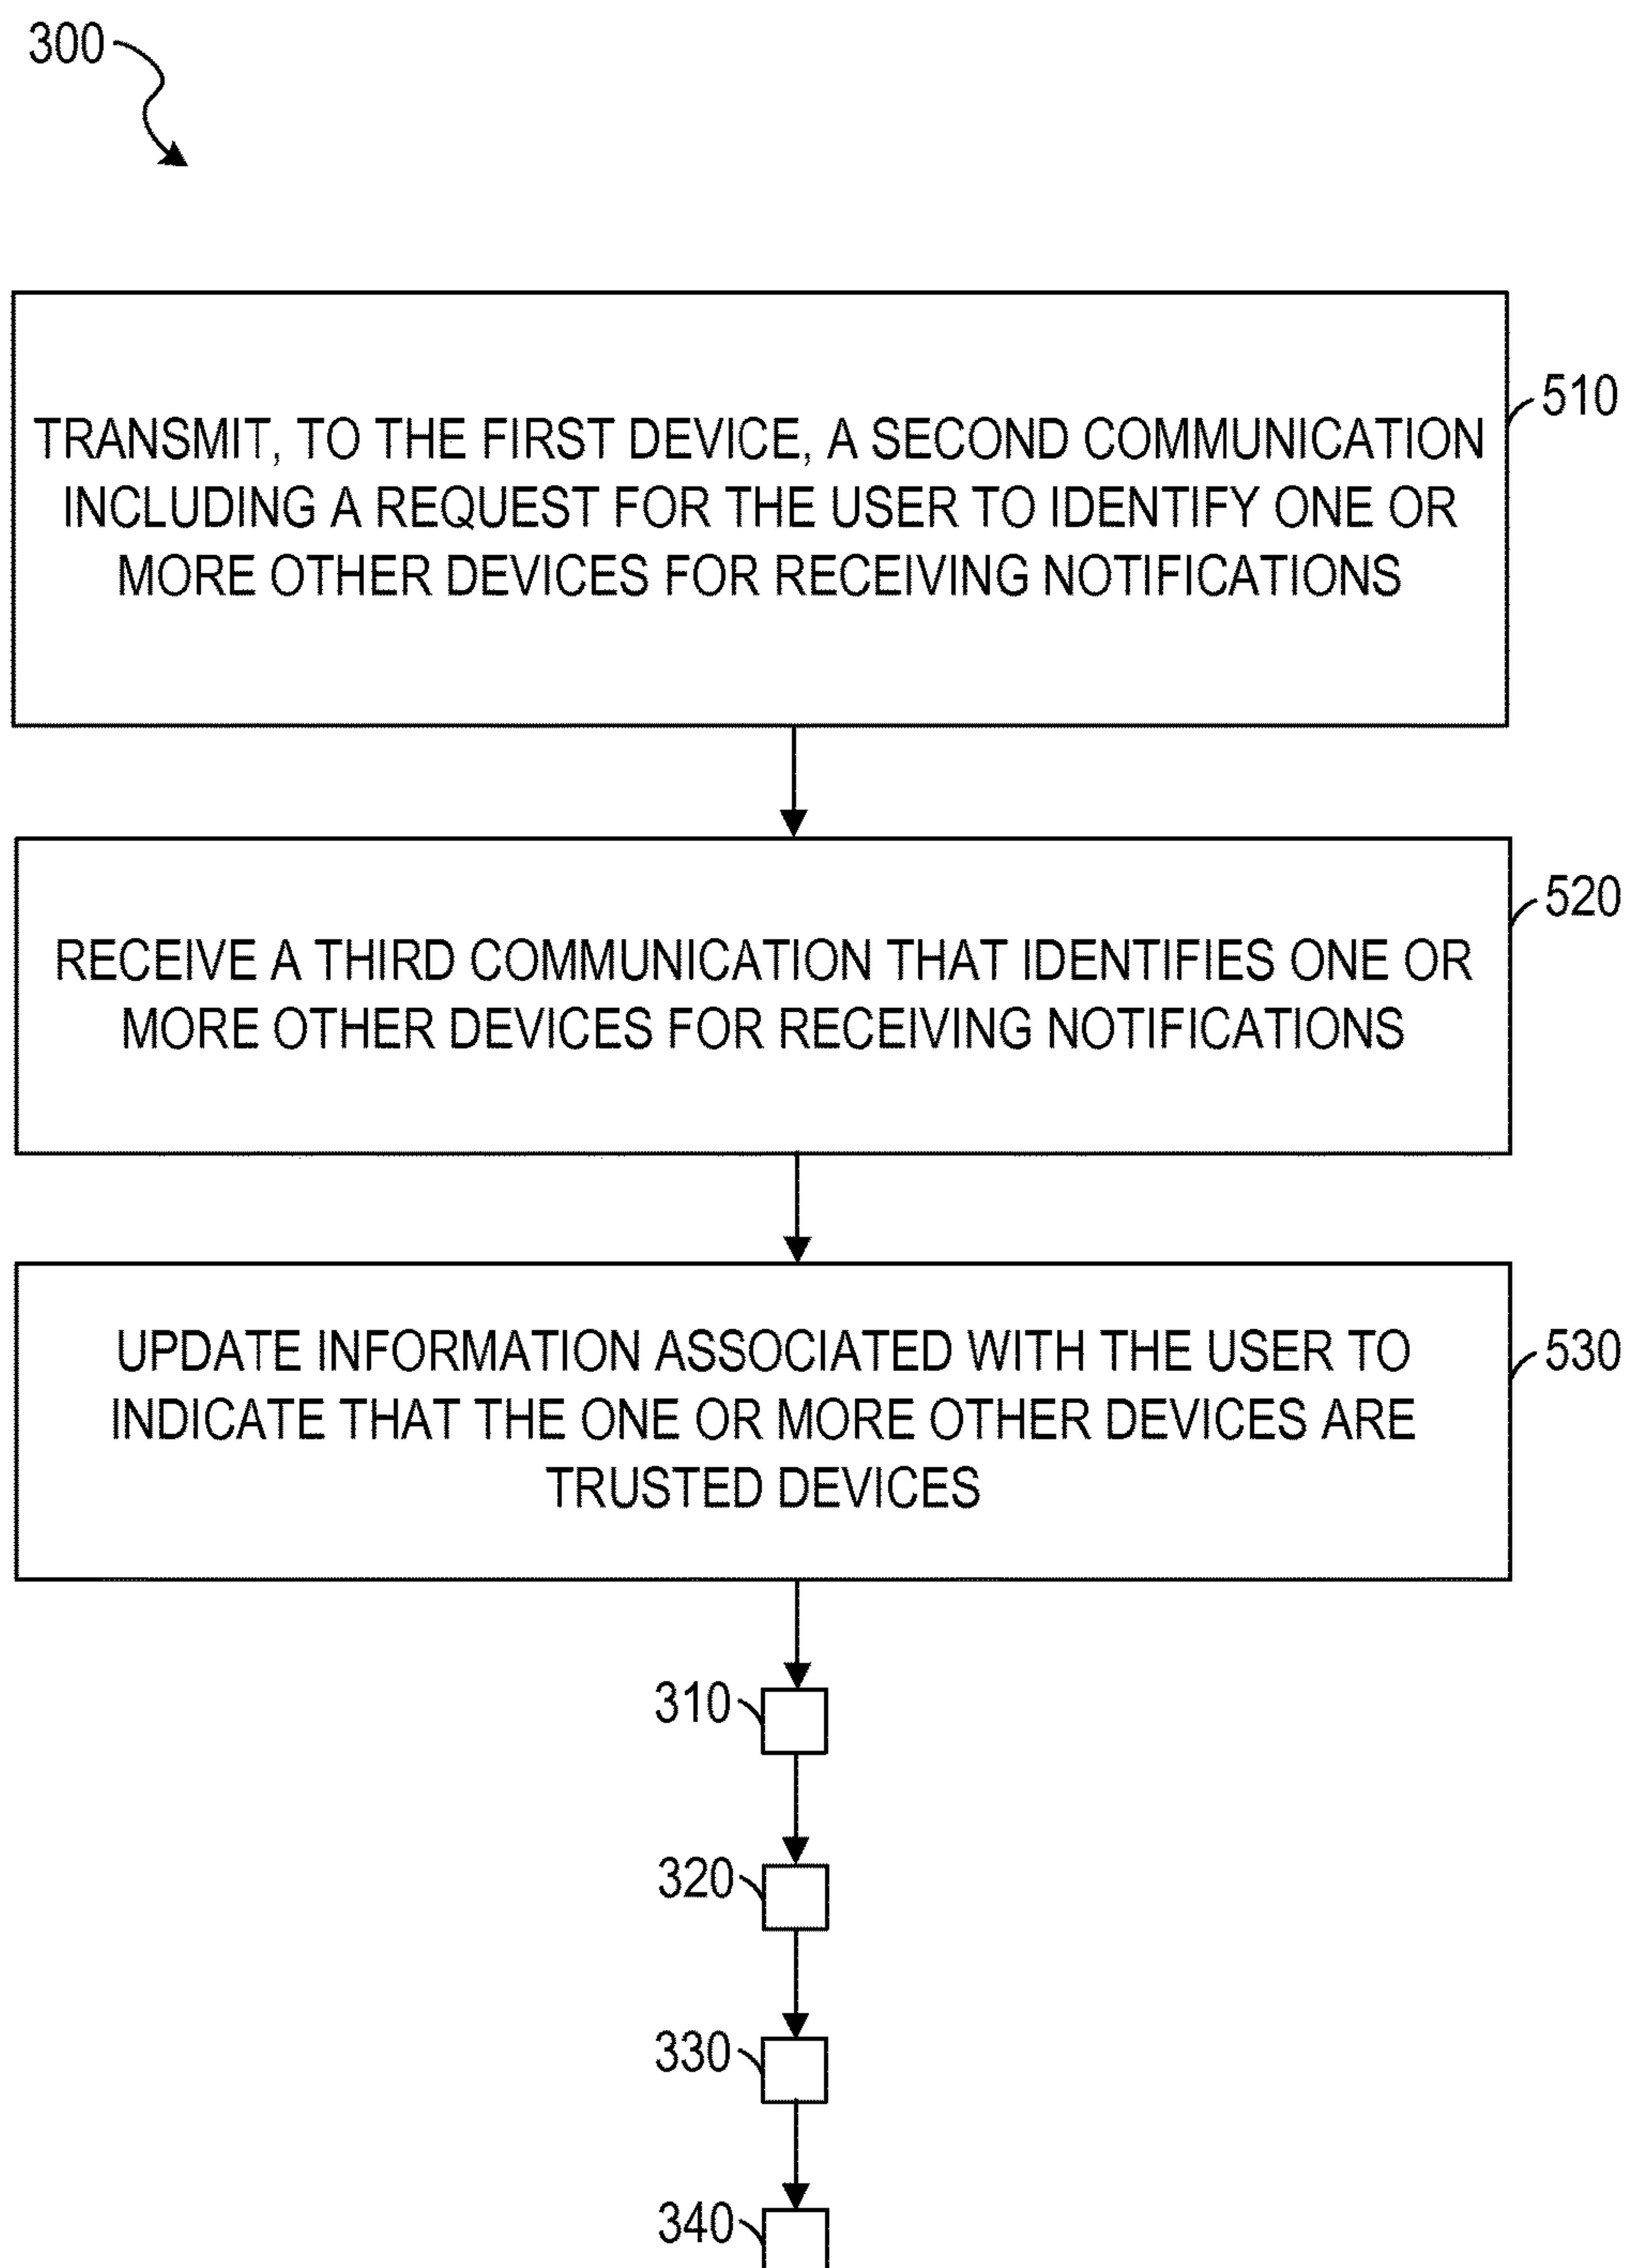 300
TRANSMIT, TO THE FIRST DEVICE, A SECOND COMMUNICATION
INCLUDING A REQUEST FOR THE USER TO IDENTIFY ONE OR
MORE OTHER DEVICES FOR RECEIVING NOTIFICATIONS
510
RECEIVE A THIRD COMMUNICATION THAT IDENTIFIES ONE OR
MORE OTHER DEVICES FOR RECEIVING NOTIFICATIONS
520
UPDATE INFORMATION ASSOCIATED WITH THE USER TO
INDICATE THAT THE ONE OR MORE OTHER DEVICES ARE
TRUSTED DEVICES
530
310
320
330
340